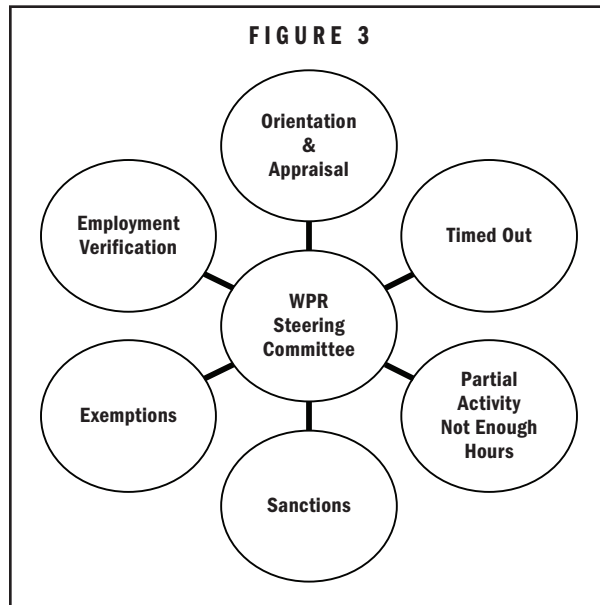 FIGURE 3
Orientation
&
Appraisal
Employment
Verification
Timed Out
WPR
Steering
Committee
Exemptions
Partial
Activity
Not Enough
Hours
Sanctions